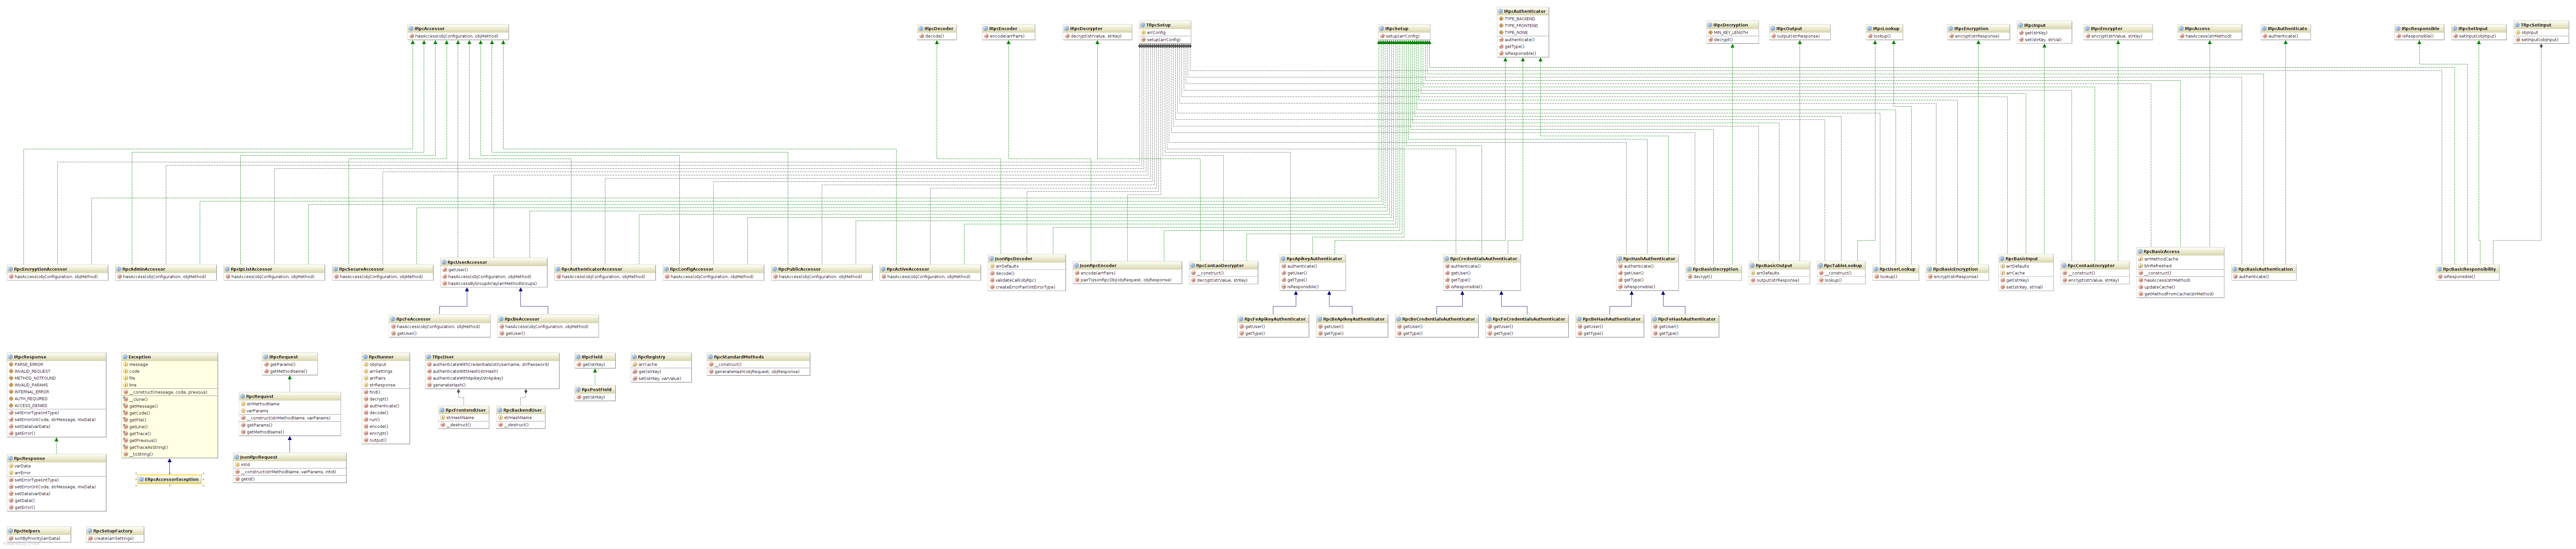 IRpcAccessor
hasAccess(objConfiguration, objMethod)
IRpcDecoder
decode()
IRpcEncoder
encode(arrPairs)
IRpcDecrypter
decrypt(strValue, strKey)
TRpcSetup
arrConfig
setup(arrConfig)
IRpcSetup
setup(arrConfig)
IRpcAuthenticator
TYPE_BACKEND
TYPE_FRONTEND
TYPE_NONE
authenticate()
getType()
isResponsible()
IRpcDecryption
MIN_KEY_LENGTH
decrypt()
IRpcOutput
output(strResponse)
IRpcLookup
lookup()
IRpcEncryption
encrypt(strResponse)
IRpcInput
get(strKey)
set(strKey, strVal)
IRpcEncrypter
encrypt(strValue, strKey)
IRpcAccess
hasAccess(strMethod)
IRpcAuthenticate
authenticate()
IRpcResponsible
isResponsible()
IRpcSetInput
setInput(objInput)
TRpcSetInput
objInput
setInput(objInput)
RpcEncryptionAccessor
hasAccess(objConfiguration, objMethod)
RpcAdminAccessor
hasAccess(objConfiguration, objMethod)
RpcIpListAccessor
hasAccess(objConfiguration, objMethod)
RpcSecureAccessor
hasAccess(objConfiguration, objMethod)
RpcUserAccessor
getUser()
hasAccess(objConfiguration, objMethod)
hasAccessByGroupArray(arrMethodGroups)
RpcAuthenticatorAccessor
hasAccess(objConfiguration, objMethod)
RpcConfigAccessor
hasAccess(objConfiguration, objMethod)
RpcPublicAccessor
hasAccess(objConfiguration, objMethod)
RpcActiveAccessor
hasAccess(objConfiguration, objMethod)
JsonRpcDecoder
arrDefaults
decode()
validateCall(objRpc)
createErrorPair(intErrorType)
JsonRpcEncoder
encode(arrPairs)
pairToJsonRpcObj(objRequest, objResponse)
RpcContaoDecrypter
__construct()
decrypt(strValue, strKey)
RpcApikeyAuthenticator
authenticate()
getUser()
getType()
isResponsible()
RpcCredentialsAuthenticator
authenticate()
getUser()
getType()
isResponsible()
RpcHashAuthenticator
authenticate()
getUser()
getType()
isResponsible()
RpcBasicDecryption
decrypt()
RpcBasicOutput
arrDefaults
output(strResponse)
RpcTableLookup
__construct()
lookup()
RpcUserLookup
lookup()
RpcBasicEncryption
encrypt(strResponse)
RpcBasicInput
arrDefaults
arrCache
get(strKey)
set(strKey, strVal)
RpcContaoEncrypter
__construct()
encrypt(strValue, strKey)
RpcBasicAccess
arrMethodCache
blnRefreshed
__construct()
hasAccess(strMethod)
updateCache()
getMethodFromCache(strMethod)
RpcBasicAuthentication
authenticate()
RpcBasicResponsibility
isResponsible()
RpcFeAccessor
hasAccess(objConfiguration, objMethod)
getUser()
RpcBeAccessor
hasAccess(objConfiguration, objMethod)
getUser()
RpcFeApikeyAuthenticator
getUser()
getType()
RpcBeApikeyAuthenticator
getUser()
getType()
RpcBeCredentialsAuthenticator
getUser()
getType()
RpcFeCredentialsAuthenticator
getUser()
getType()
RpcBeHashAuthenticator
getUser()
getType()
RpcFeHashAuthenticator
getUser()
getType()
IRpcResponse
PARSE_ERROR
INVALID_REQUEST
METHOD_NOTFOUND
INVALID_PARAMS
INTERNAL_ERROR
AUTH_REQUIRED
ACCESS_DENIED
setErrorType(intType)
setError(intCode, strMessage, mixData)
setData(varData)
getError()
Exception
message
code
file
line
__construct(message, code, previous)
__clone()
getMessage()
getCode()
getFile()
getLine()
getTrace()
getPrevious()
getTraceAsString()
__toString()
IRpcRequest
getParams()
getMethodName()
RpcRequest
strMethodName
varParams
__construct(strMethodName, varParams)
getParams()
getMethodName()
RpcRunner
objInput
arrSettings
arrPairs
strResponse
find()
decrypt()
authenticate()
decode()
run()
encode()
encrypt()
output()
TRpcUser
authenticateWithCredentials(strUsername, strPassword)
authenticateWithHash(strHash)
authenticateWithApikey(strApikey)
generateHash()
RpcFrontendUser
strHashName
__destruct()
RpcBackendUser
strHashName
__destruct()
IRpcField
get(strKey)
RpcPostField
get(strKey)
RpcRegistry
arrCache
get(strKey)
set(strKey, varValue)
RpcStandardMethods
__construct()
generateHash(objRequest, objResponse)
RpcResponse
varData
arrError
setErrorType(intType)
setError(intCode, strMessage, mixData)
setData(varData)
getData()
getError()
ERpcAccessorException
JsonRpcRequest
intId
__construct(strMethodName, varParams, intId)
getId()
RpcHelpers
sortByPriority(arrData)
RpcSetupFactory
create(arrSettings)